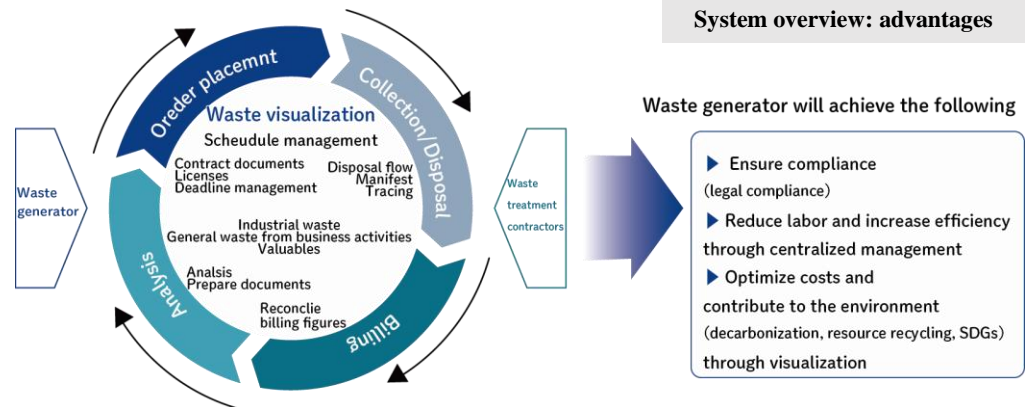 System overview: advantages
Oreder placemnt
Collection/Disposal
Billing
Analysis
Waste
generator
Waste visualization
Scheudule management
Contract documents
Licenses
Deadline management
Disposal flow
Manifest
Tracing
Industrial waste
General waste from business activities
Valuables
Analsis
Prepare documents
Reconclie
billing figures
Waste
treatment
contractors
Waste generator will achieve the following
▶ Ensure compliance
(legal compliance)
▶ Reduce labor and increase efficiency
through centralized management
▶ Optimize costs and
contribute to the environment
(decarbonization, resource recycling, SDGs)
through visualization